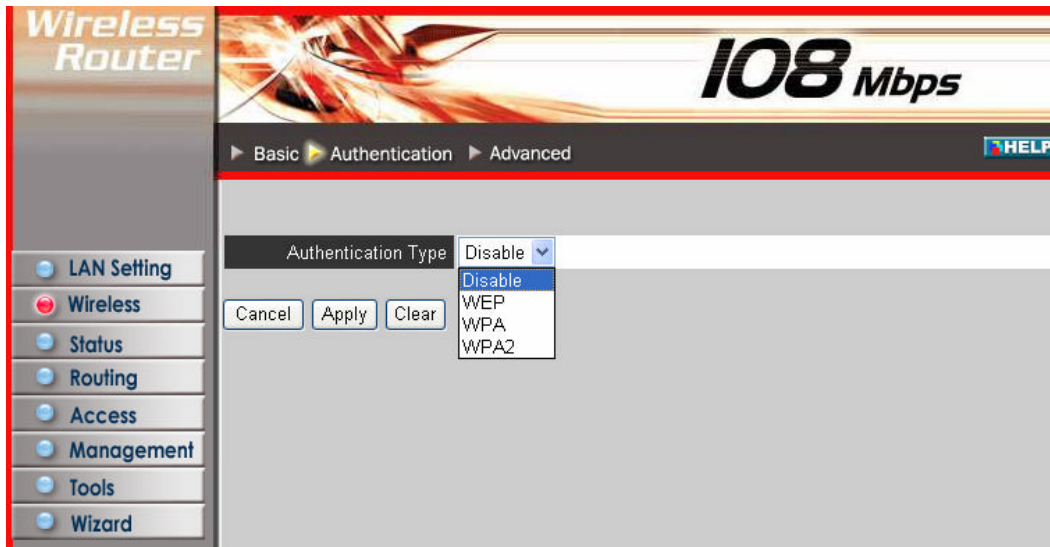 Wireless
Router
108 Mbps
Basic Authentication Advanced
HELP
LAN Setting
Wireless
Status
Routing
Access
Management
Tools
Wizard
Authentication Type Disable
Disable
WEP
WPA
WPA2
Cancel Apply Clear